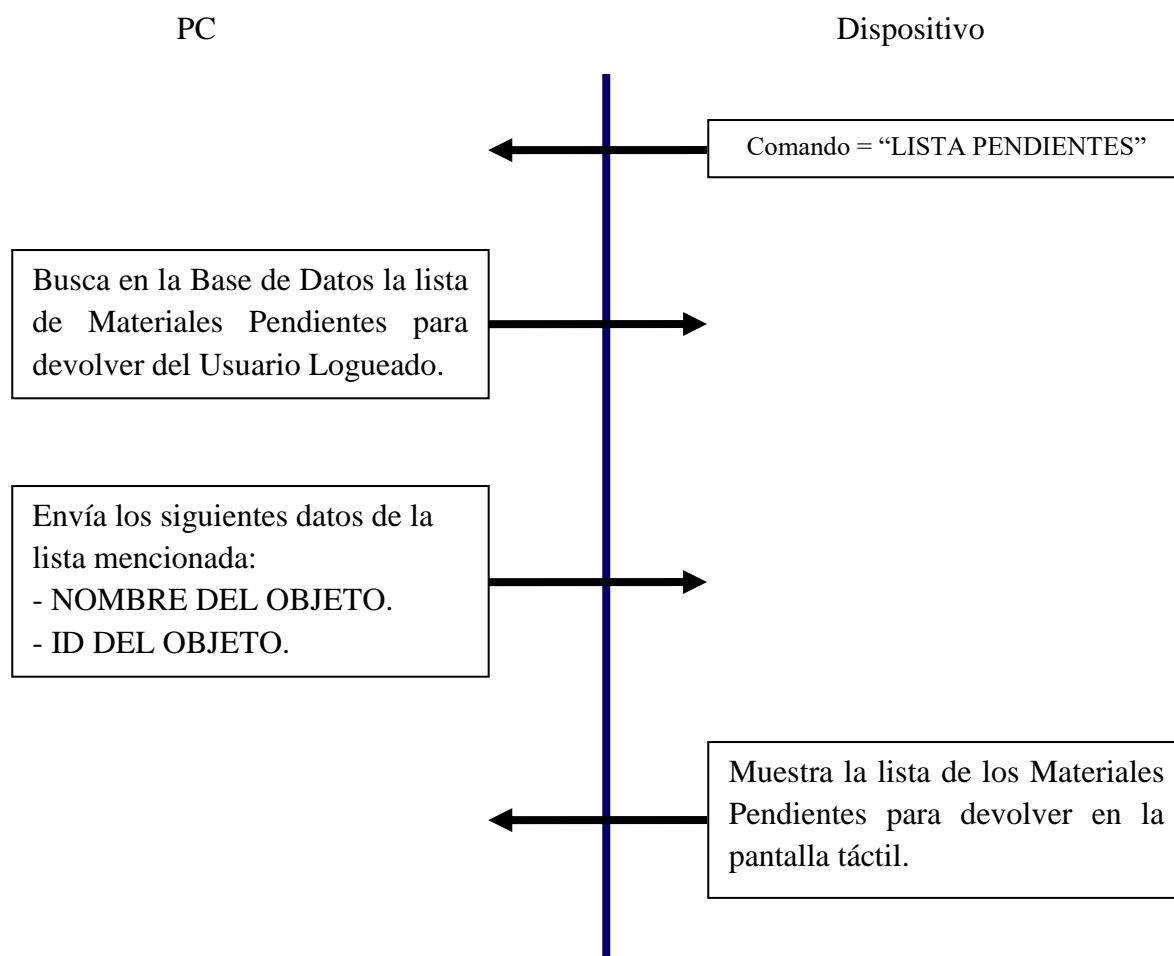 PC
Dispositivo
Comando = “LISTA PENDIENTES”
Busca en la Base de Datos la lista
de Materiales Pendientes para
devolver del Usuario Logueado.
Envía los siguientes datos de la
lista mencionada:
- NOMBRE DEL OBJETO.
- ID DEL OBJETO.
Muestra la lista de los Materiales
Pendientes para devolver en la
pantalla táctil.